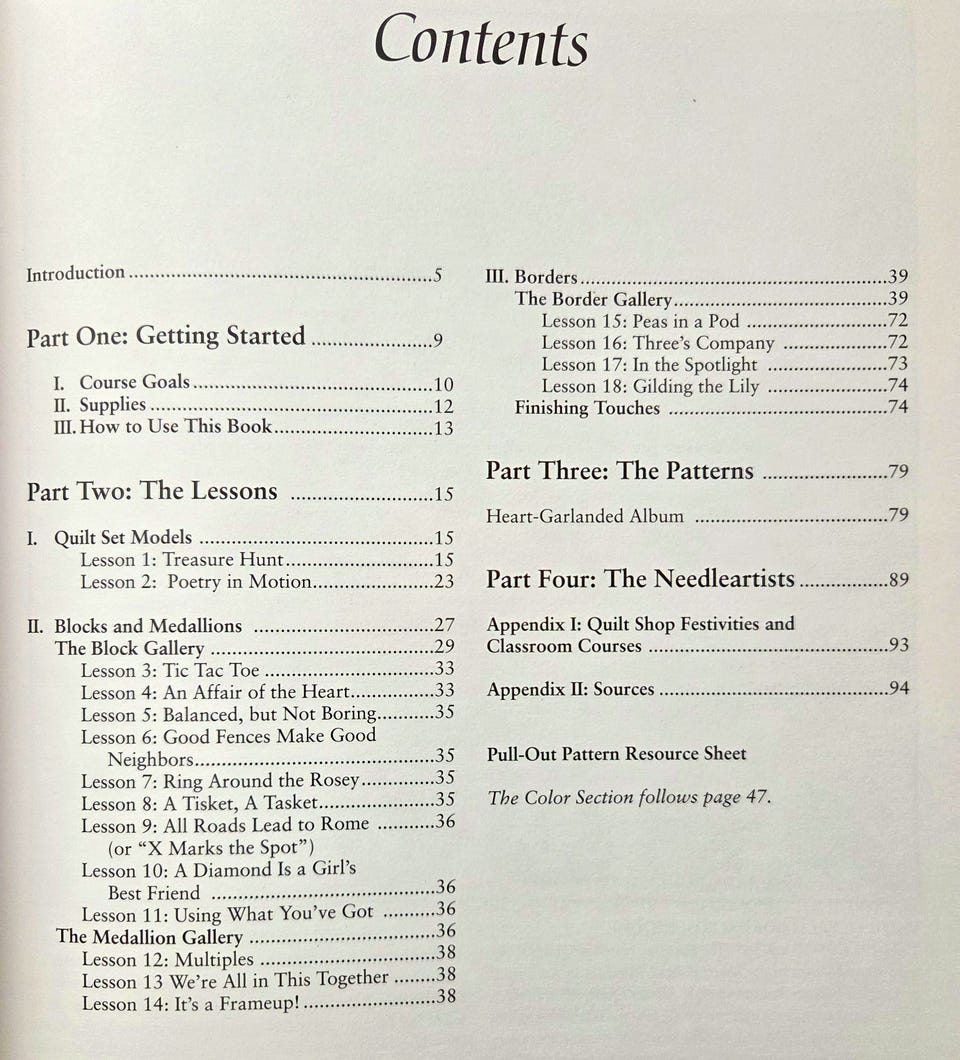 Contents
Introduction ........................................5
Part One: Getting Started ..................9
I. Course Goals ..................................10
II. Supplies ........................................12
III. How to Use This Book.......................13
Part Two: The Lessons .....................15
I. Quilt Set Models ..................................15
Lesson 1: Treasure Hunt.....................15
Lesson 2: Poetry in Motion.................23
II. Blocks and Medallions ..........................27
The Block Gallery ................................29
Lesson 3: Tic Tac Toe ........................33
Lesson 4: An Affair of the Heart............33
Lesson 5: Balanced, but Not Boring..........35
Lesson 6: Good Fences Make Good
Neighbors..................................35
Lesson 7: Ring Around the Rosey............35
Lesson 8: A Tisket, A Tasket.................35
Lesson 9: All Roads Lead to Rome ...........36
(or “X Marks the Spot”)
Lesson 10: A Diamond Is a Girl’s
Best Friend ................................36
Lesson 11: Using What You’ve Got ..........36
The Medallion Gallery ..........................36
Lesson 12: Multiples .........................38
Lesson 13 We’re All in This Together .......38
Lesson 14: It’s a Frameup!...................38
III. Borders............................................39
The Border Gallery................................39
Lesson 15: Peas in a Pod .....................72
Lesson 16: Three’s Company ................72
Lesson 17: In the Spotlight ..................73
Lesson 18: Gilding the Lily ..................74
Finishing Touches ................................74
Part Three: The Patterns ..................79
Heart-Garlanded Album ............................79
Part Four: The Needleartists.............89
Appendix I: Quilt Shop Festivities and
Classroom Courses ..................................93
Appendix II: Sources ................................94
Pull-Out Pattern Resource Sheet
The Color Section follows page 47.